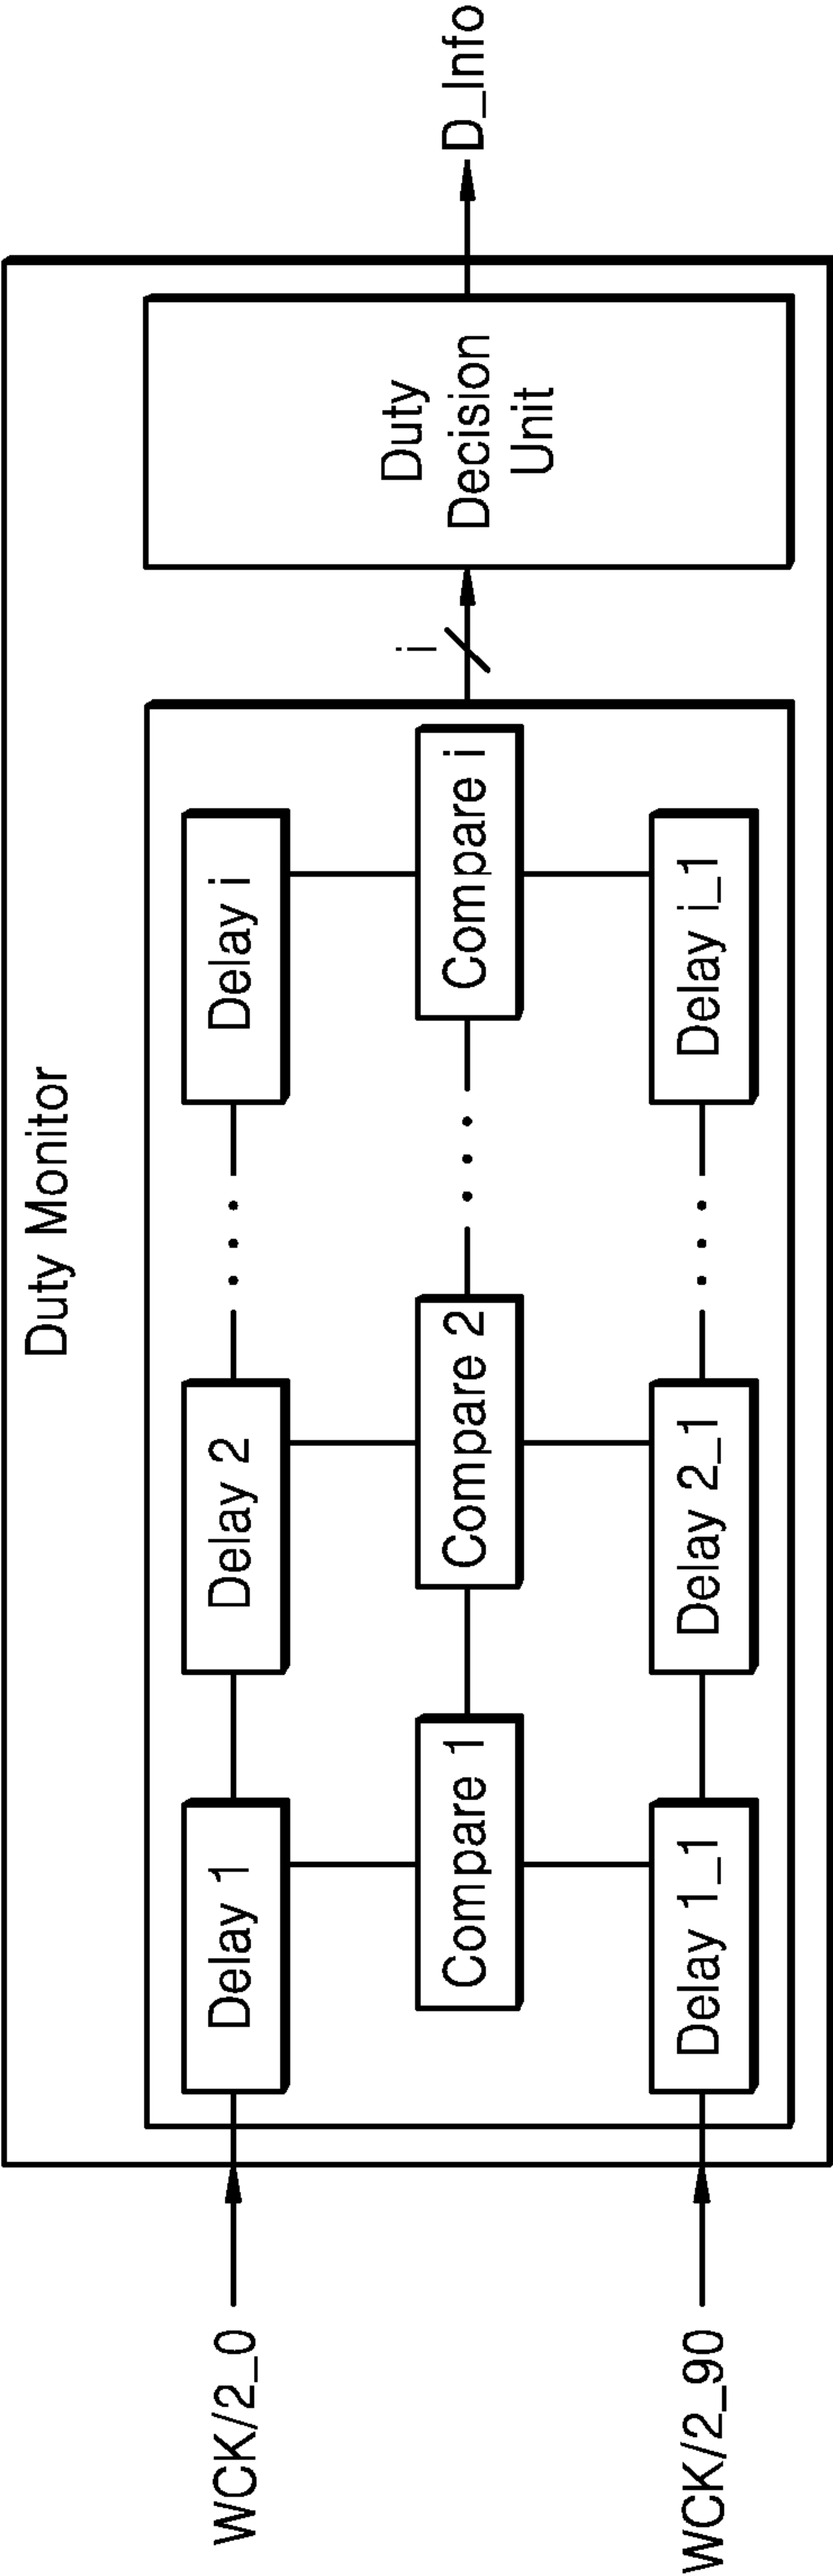 Duty Monitor
WCK/2_0
Delay 1
Delay 2
Delay i
Compare 1
Compare 2
Compare i
i
Duty
Decision
Unit
D_Info
WCK/2_90
Delay 1_1
Delay 2_1
Delay i_1